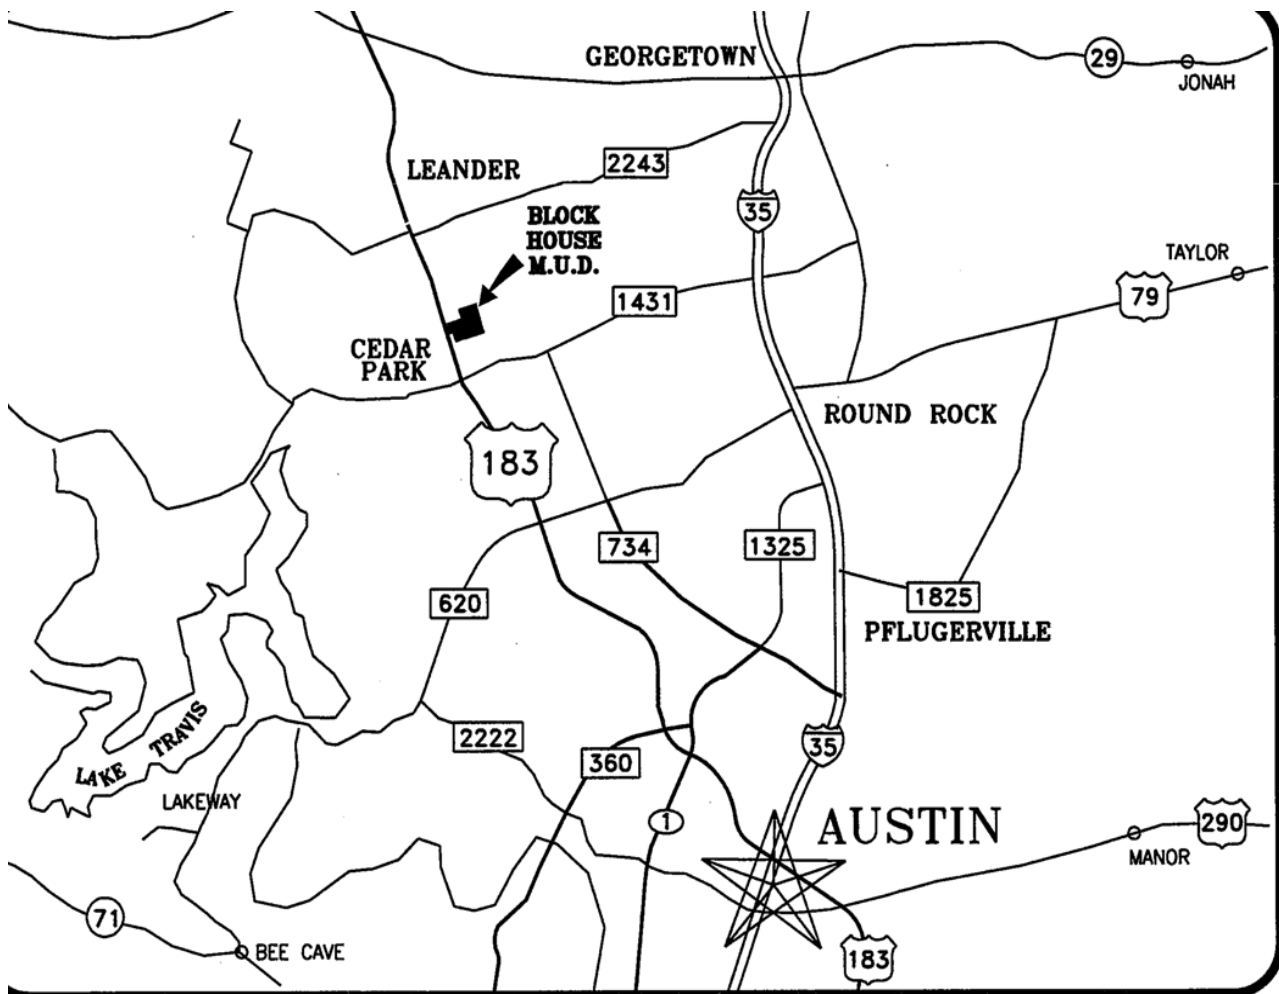 GEORGETOWN
29
JONAH
LEANDER
2243
BLOCK
HOUSE
M.U.D.
35
TAYLOR
79
1431
CEDAR
PARK
ROUND ROCK
183
734
1325
620
1825
PFLUGERVILLE
LAKE TRAVIS
2222
35
360
LAKEWAY
1
AUSTIN
290
MANOR
71
BEE CAVE
183